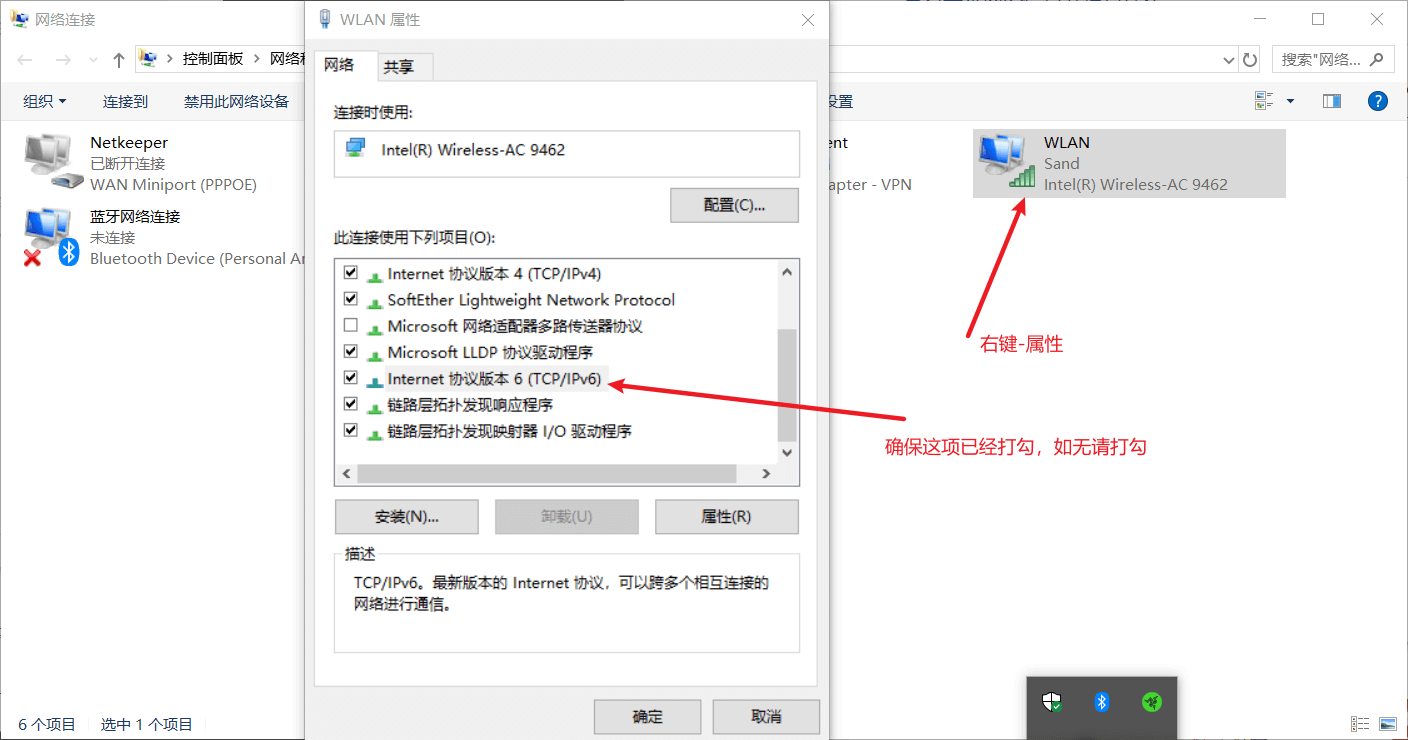 网络连接
WLAN 属性
控制面板
网络
搜索"网络...
组织
连接到
禁用此网络设备
设置
Netkeeper
已断开连接
WAN Miniport (PPPOE)
蓝牙网络连接
未连接
Bluetooth Device (Personal Ar
ent
apter - VPN
WLAN
Sand
Intel(R) Wireless-AC 9462
网络
共享
连接时使用:
Intel(R) Wireless-AC 9462
配置(C)...
此连接使用下列项目(O):
Internet 协议版本 4 (TCP/IPv4)
SoftEther Lightweight Network Protocol
Microsoft 网络适配器多路传送器协议
Microsoft LLDP 协议驱动程序
Internet 协议版本 6 (TCP/IPv6)
链路层拓扑发现响应程序
链路层拓扑发现映射器 I/O 驱动程序
安装(N)...
卸载(U)
属性(R)
描述
TCP/IPv6。最新版本的 Internet 协议，可以跨多个相互连接的
网络进行通信。
确定
取消
右键-属性
确保这项已经打勾，如无请打勾
6 个项目
选中 1 个项目